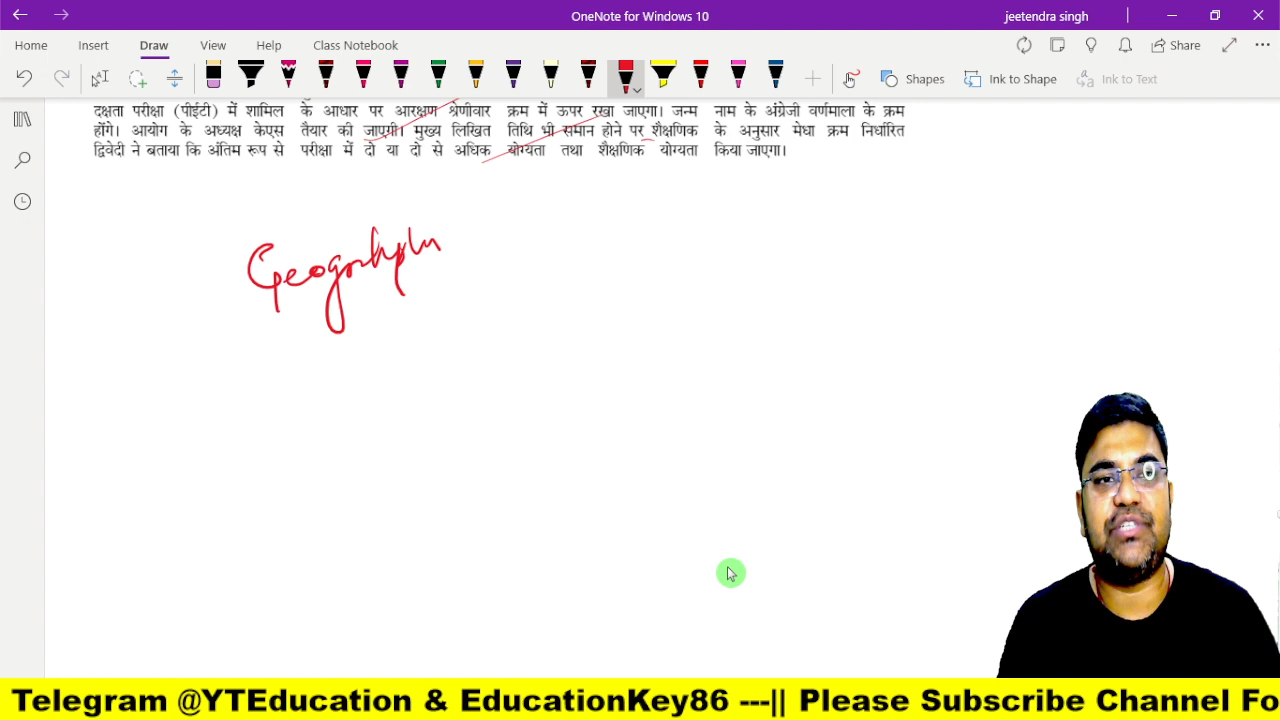 OneNote for Windows 10
jeetendra singh
Home Insert Draw View Help Class Notebook
Share
Shapes Ink to Shape Ink to Text
दक्षता परीक्षा (पीईटी) में शामिल
होंगे। आयोग के अध्यक्ष केएस
द्विवेदी ने बताया कि अंतिम रूप से
के आधार पर आरक्षण श्रेणीवार
तैयार की जाएगी। मुख्य लिखित
परीक्षा में दो या दो से अधिक
क्रम में ऊपर रखा जाएगा। जन्म
तिथि भी समान होने पर शैक्षणिक
योग्यता तथा शैक्षणिक योग्यता
नाम के अंग्रेजी वर्णमाला के क्रम
के अनुसार मेधा क्रम निर्धारित
किया जाएगा।
Telegram @YTEducation & EducationKey86 ---|| Please Subscribe Channel Fo